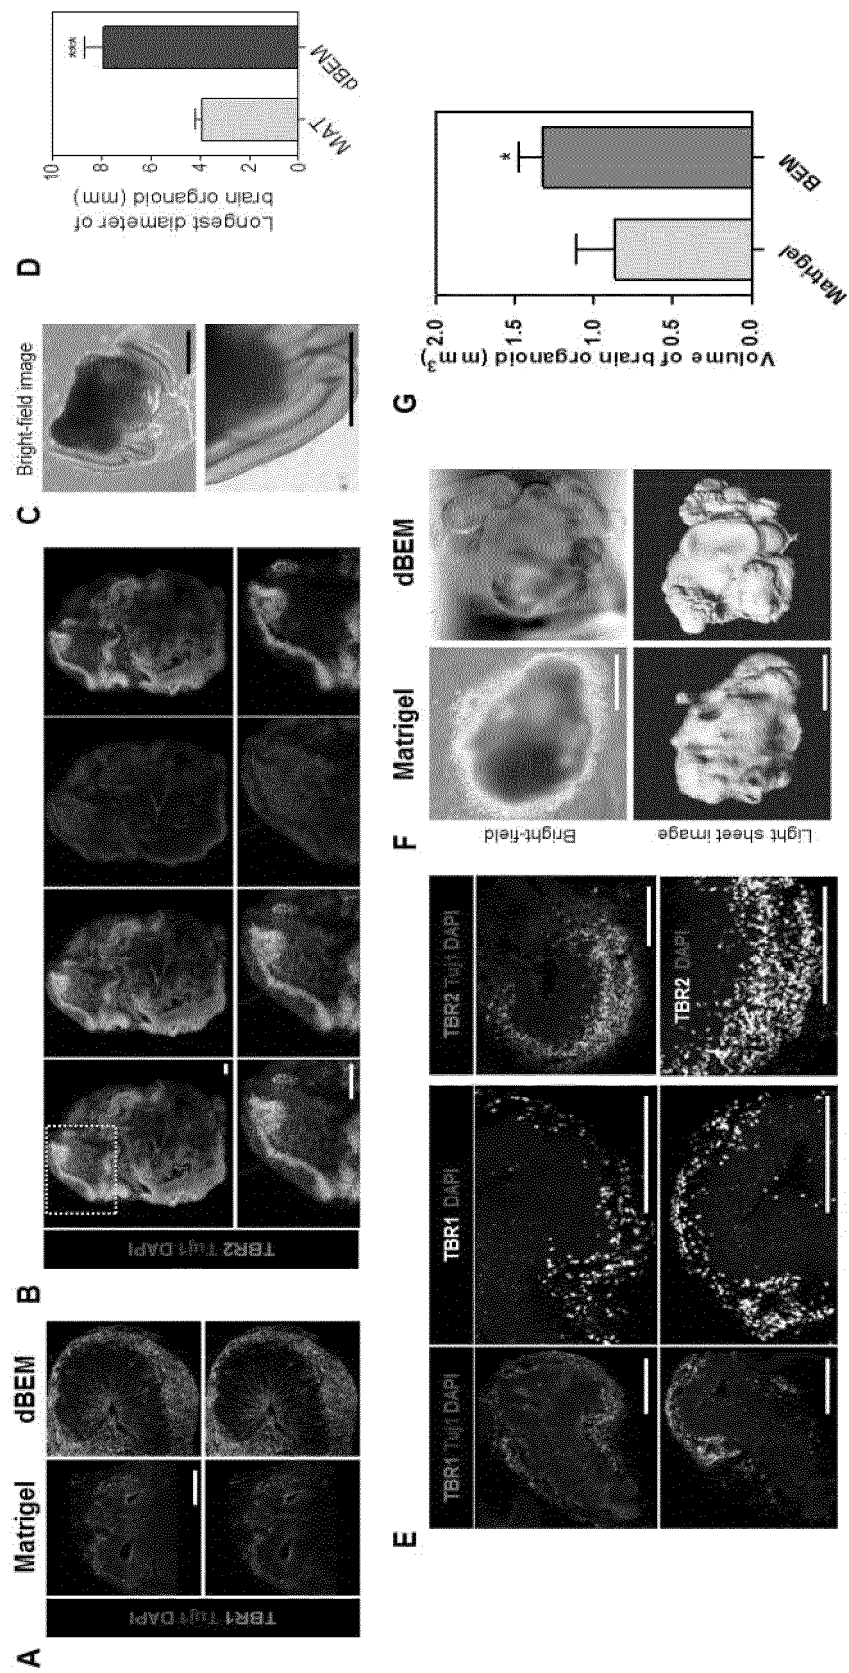 A
Matrigel
dBEM
TBR1 Tuj1 DAPI
B
TBR2 Tuj1 DAPI
C
Bright-field image
D
Longest diameter of
brain organoid (mm)
10
8
6
4
2
0
***
MAT
dBEM
E
TBR1 Tuj1 DAPI
TBR1 DAPI
TBR2 Tuj1 DAPI
TBR2 DAPI
F
Matrigel
dBEM
Bright-field
Light sheet image
G
Volume of brain organoid (mm3)
2.0
1.5
1.0
0.5
0.0
*
Matrigel
BEM